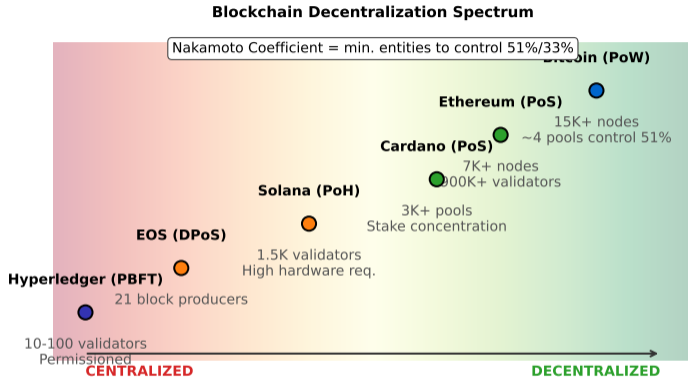 Blockchain Decentralization Spectrum
Nakamoto Coefficient = min. entities to control 51%/33%
Bitcoin (PoW)
15K+ nodes
~4 pools control 51%
Ethereum (PoS)
7K+ nodes
900K+ validators
Cardano (PoS)
3K+ pools
Stake concentration
Solana (PoH)
1.5K validators
High hardware req.
EOS (DPoS)
21 block producers
Hyperledger (PBFT)
10-100 validators
Permissioned
CENTRALIZED
DECENTRALIZED